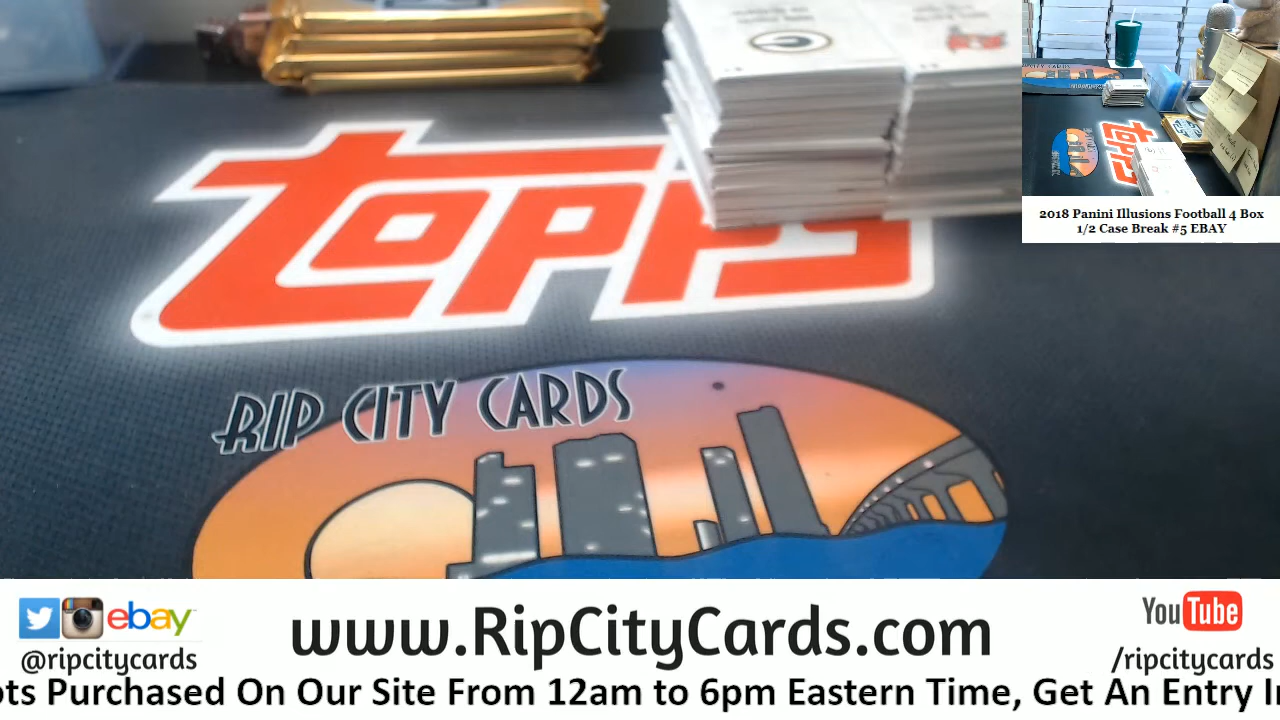 TOPPS
RIP CITY CARDS
2018 Panini Illusions Football 4 Box
1/2 Case Break #5 EBAY
ebay
@ripcitycards
www.RipCityCards.com
YouTube
/ripcitycards
ots Purchased On Our Site From 12am to 6pm Eastern Time, Get An Entry I